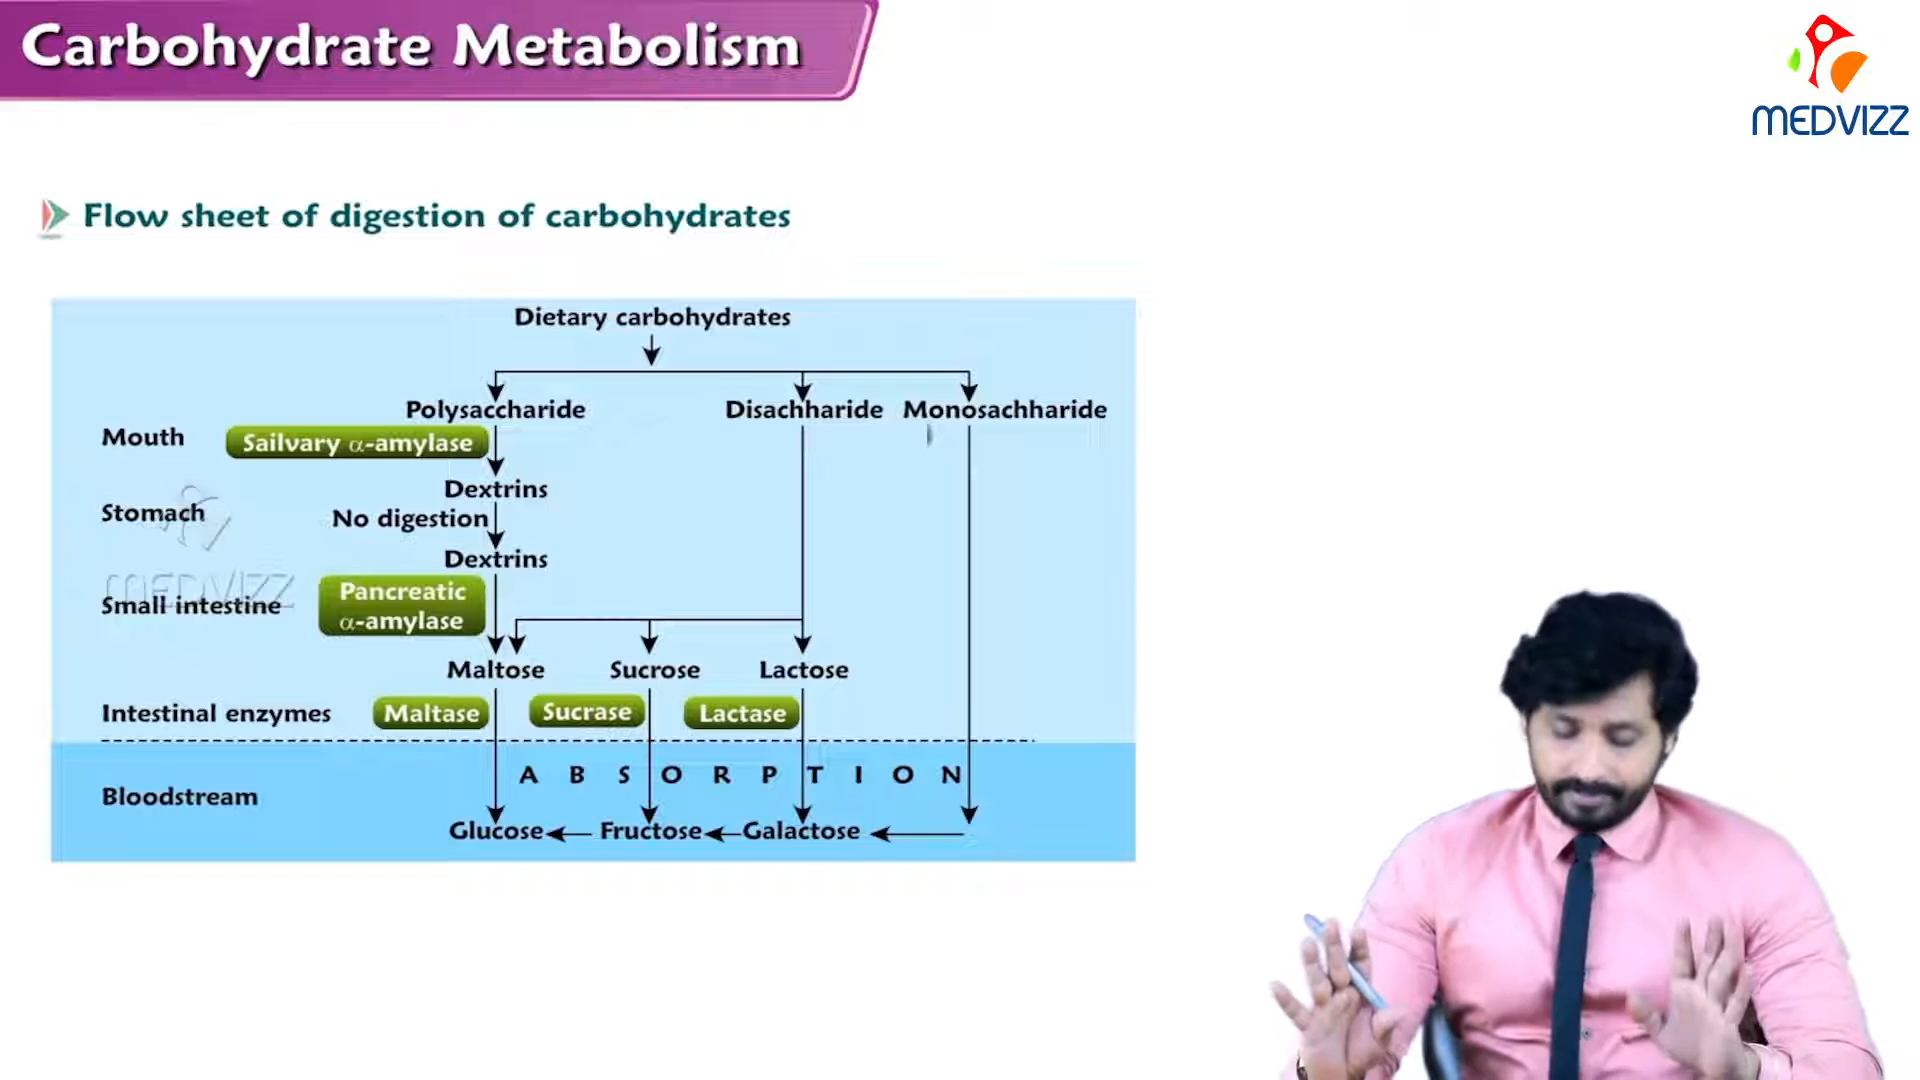 Carbohydrate Metabolism
MEDVIZZ
Flow sheet of digestion of carbohydrates
Dietary carbohydrates
Polysaccharide Disachharide Monosachharide
Mouth Sailvary α-amylase
Dextrins
Stomach No digestion
Dextrins
MEDVIZZ
Small intestine Pancreatic
α-amylase
Maltose Sucrose Lactose
Intestinal enzymes Maltase Sucrase Lactase
A B S O R P T I O N
Bloodstream
Glucose Fructose Galactose